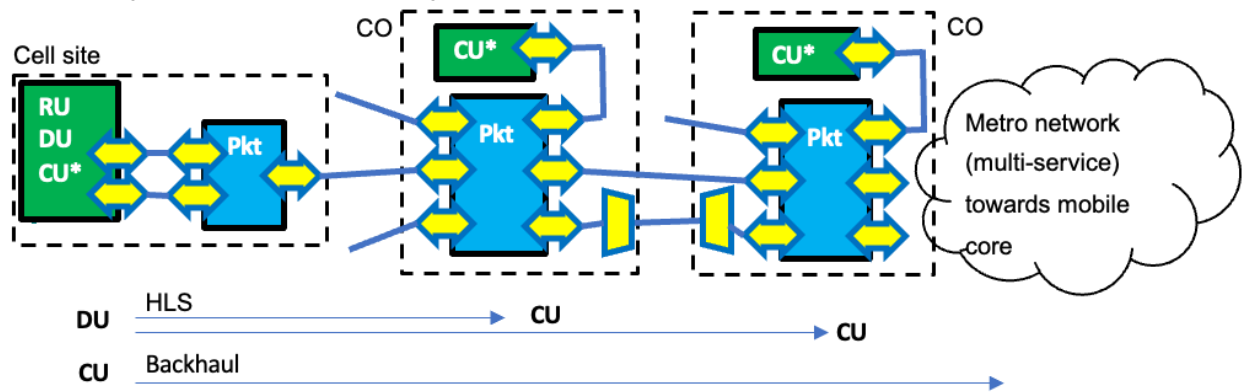 Cell site
RU
DU
CU*
Pkt
CO
CU*
Pkt
CO
CU*
Pkt
Metro network
(multi-service)
towards mobile
core
HLS
DU
CU
CU
Backhaul
CU